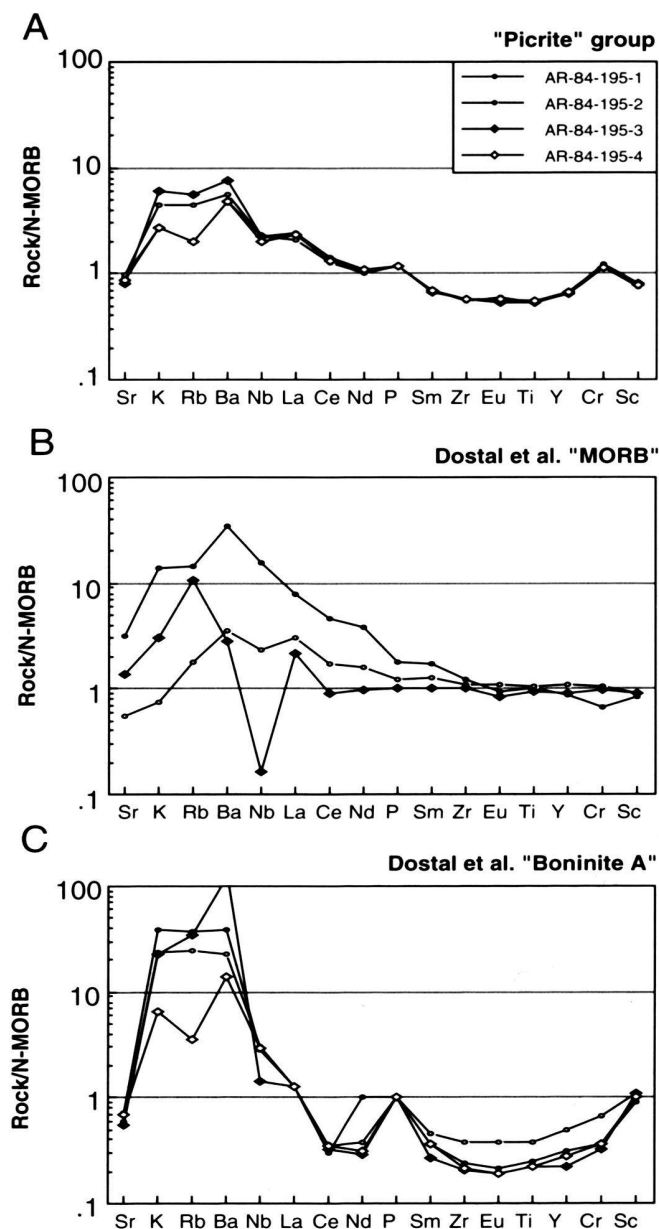 A
"Picrite" group
100
10
1
.1
Rock/N-MORB
AR-84-195-1
AR-84-195-2
AR-84-195-3
AR-84-195-4
Sr K Rb Ba Nb La Ce Nd P Sm Zr Eu Ti Y Cr Sc
B
Dostal et al. "MORB"
100
10
1
.1
Rock/N-MORB
Sr K Rb Ba Nb La Ce Nd P Sm Zr Eu Ti Y Cr Sc
C
Dostal et al. "Boninite A"
100
10
1
.1
Rock/N-MORB
Sr K Rb Ba Nb La Ce Nd P Sm Zr Eu Ti Y Cr Sc